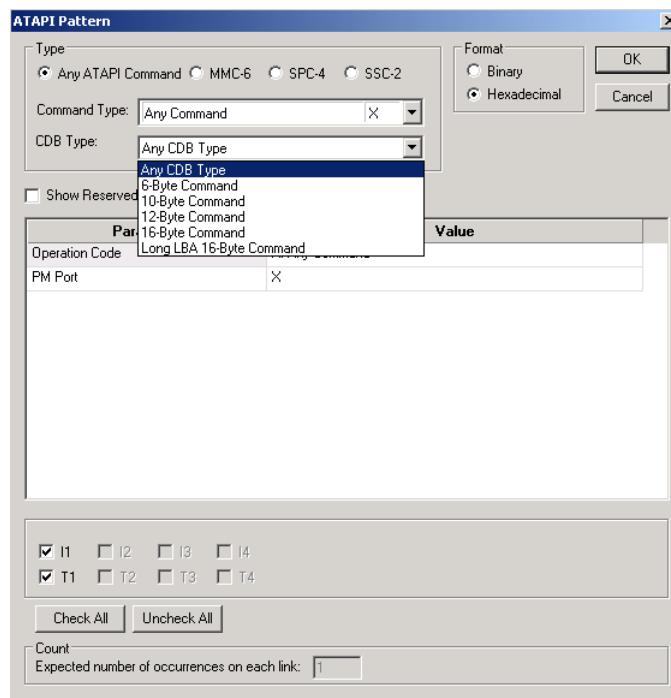 ATAPI Pattern
Type
Any ATAPI Command MMC-6 SPC-4 SSC-2
Format
Binary
Hexadecimal
OK
Cancel
Command Type: Any Command X
CDB Type: Any CDB Type
Any CDB Type
6-Byte Command
10-Byte Command
12-Byte Command
16-Byte Command
Long LBA 16-Byte Command
Show Reserved
Value
Operation Code
PM Port X
I1 I2 I3 I4
T1 T2 T3 T4
Check All Uncheck All
Count
Expected number of occurrences on each link: 1